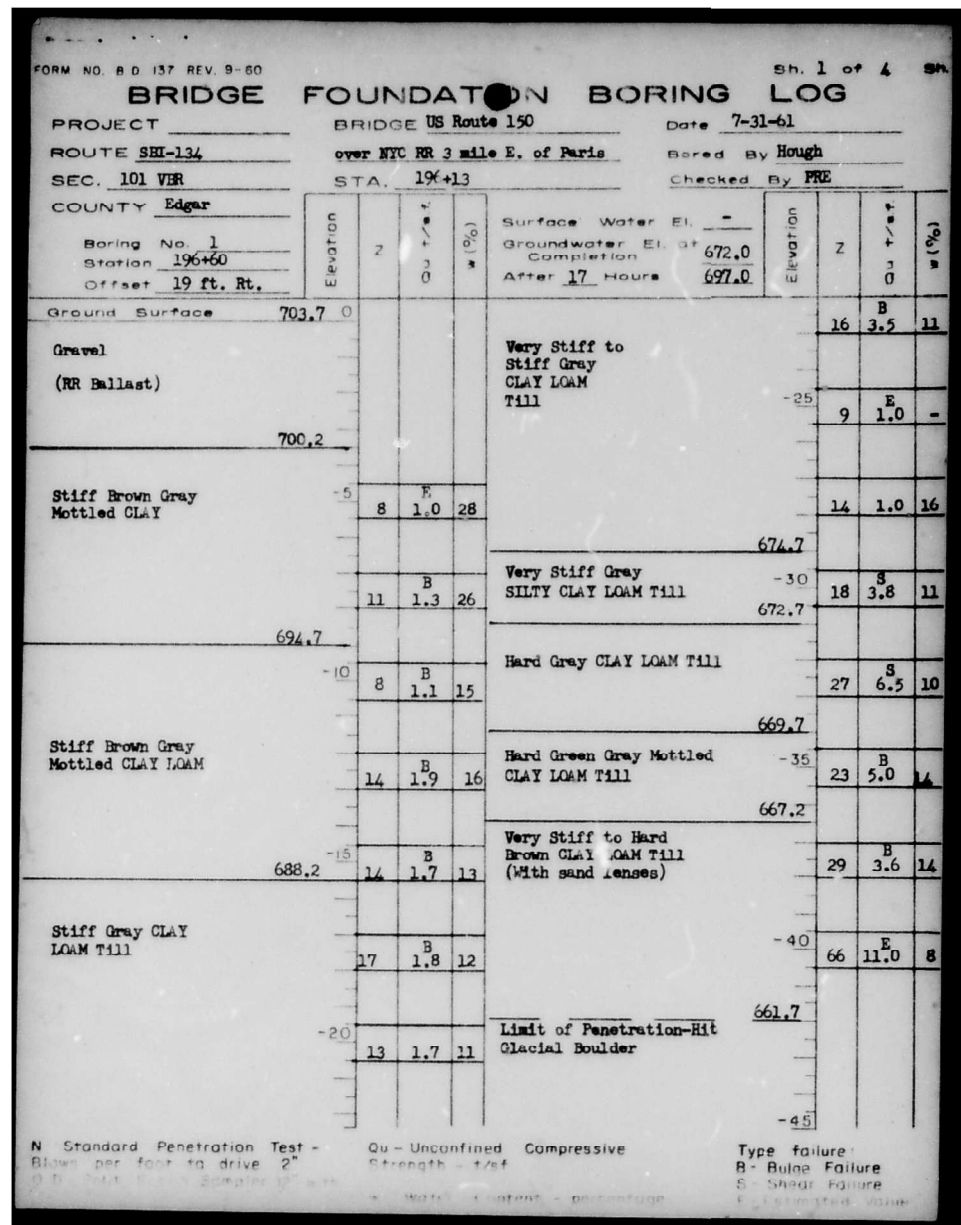 FORM NO. B D 137 REV. 9-60
Sh. 1 of 4 Sh.
BRIDGE FOUNDAT ON BORING LOG
PROJECT
BRIDGE US Route 150
Date 7-31-61
ROUTE SBI-134
over NYC RR 3 mile E. of Paris
Bored By Hough
SEC. 101 VBR
STA. 196+13
Checked By PRE
COUNTY Edgar
Boring No. 1
Station 196+60
Offset 19 ft. Rt.
Elevation
N
Qu t/s.f.
w (%)
Surface Water El. -
Groundwater El. at
Completion 672.0
After 17 Hours 697.0
Elevation
N
Qu t/s.f.
w (%)
Ground Surface 703.7 0
Gravel
(RR Ballast)
700.2
Stiff Brown Gray
Mottled CLAY
-5
E
8 1.0 28
B
11 1.3 26
694.7
-10
B
8 1.1 15
Stiff Brown Gray
Mottled CLAY LOAM
B
14 1.9 16
-15
688.2
B
14 1.7 13
Stiff Gray CLAY
LOAM Till
B
17 1.8 12
-20
13 1.7 11
B
16 3.5 11
Very Stiff to
Stiff Gray
CLAY LOAM
Till
-25
E
9 1.0 -
14 1.0 16
674.7
Very Stiff Gray
SILTY CLAY LOAM Till
-30
S
18 3.8 11
672.7
Hard Gray CLAY LOAM Till
S
27 6.5 10
669.7
Hard Green Gray Mottled
CLAY LOAM Till
-35
B
23 5.0 14
667.2
Very Stiff to Hard
Brown CLAY LOAM Till
(With sand lenses)
B
29 3.6 14
-40
E
66 11.0 8
661.7
Limit of Penetration-Hit
Glacial Boulder
-45
N Standard Penetration Test -
Blows per foot to drive 2"
Qu - Unconfined Compressive
Strength - t/sf
w Water Content - percentage
Type failure:
B - Bulge Failure
S - Shear Failure
E - Estimated Value